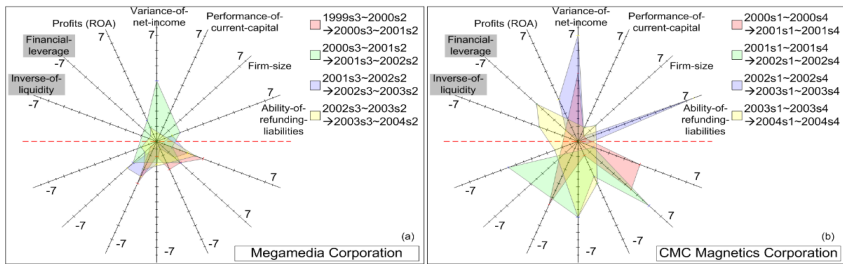 Variance-of-
net-income
Profits (ROA)
Performance-of-
current-capital
Financial-
leverage
Firm-size
Inverse-of-
liquidity
Ability-of-
refunding-
liabilities
7
7
7
7
7
-7
-7
-7
-7
-7
-7
-7
7
7
1999s3~2000s2
→2000s3~2001s2
2000s3~2001s2
→2001s3~2002s2
2001s3~2002s2
→2002s3~2003s2
2002s3~2003s2
→2003s3~2004s2
(a)
Megamedia Corporation
Variance-of-
net-income
Profits (ROA)
Performance-of-
current-capital
Financial-
leverage
Firm-size
Inverse-of-
liquidity
Ability-of-
refunding-
liabilities
7
7
7
7
7
-7
-7
-7
-7
-7
-7
-7
7
7
2000s1~2000s4
→2001s1~2001s4
2001s1~2001s4
→2002s1~2002s4
2002s1~2002s4
→2003s1~2003s4
2003s1~2003s4
→2004s1~2004s4
(b)
CMC Magnetics Corporation